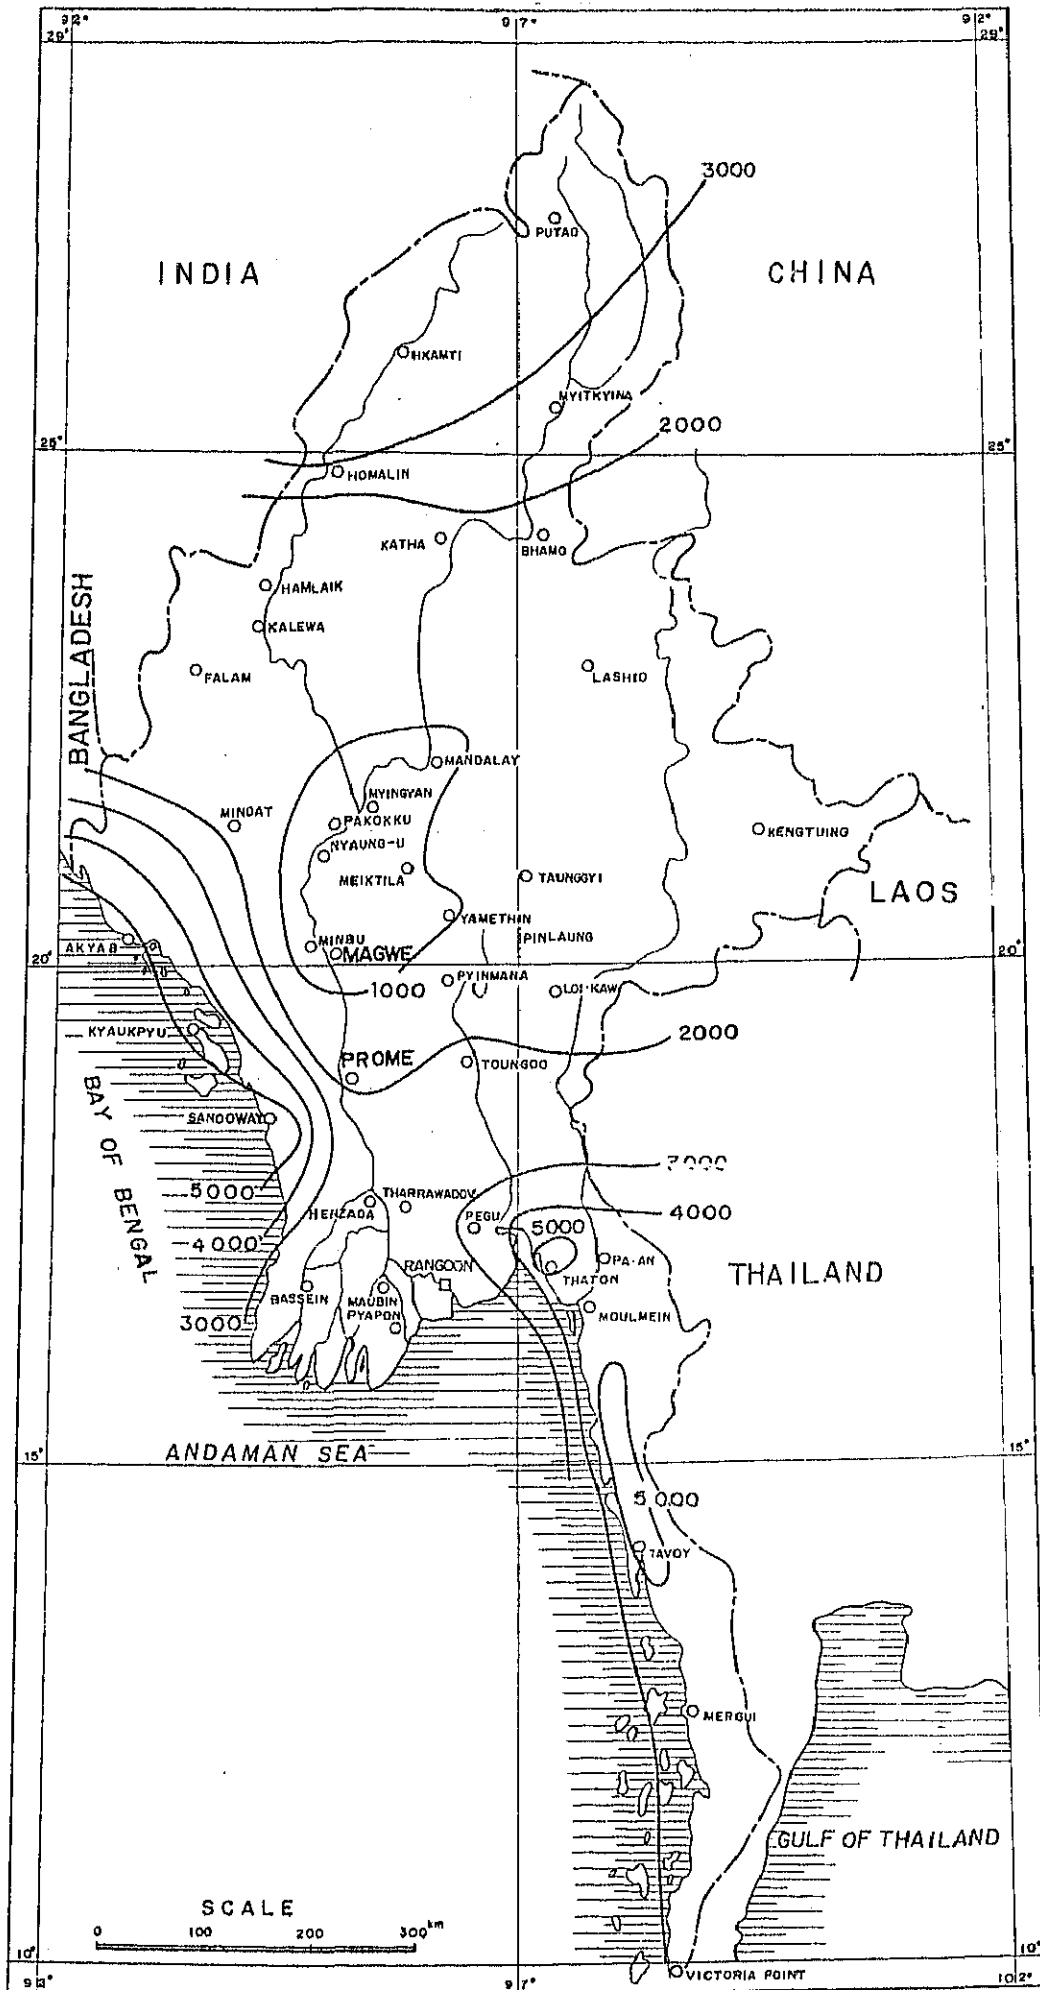 92° 97° 92°
29° 29°
3000
PUTAO
INDIA
CHINA
HKAMTI
MYITKYINA
2000
25° 25°
HOMALIN
KATHA
BHAMO
HAMLAIK
BANGLADESH
KALEWA
FALAM
LASHIO
MANDALAY
MYINGYAN
MINDAT
PAKOKKU
KENGTUING
NYAUNG-U
MEIKTILA
TAUNGGYI
LAOS
YAMETHIN
PINLAUNG
MINBU
MAGWE
AKYAB
20° 20°
PYINMANA
1000
LOI-KAW
KYAUKPYU
2000
PROME
TOUNGOO
BAY OF BENGAL
SANDOWAY
3000
5000
THARRAWADDY
HENZADA
PEGU
4000
5000
4000
PA-AN
RANGOON
THATON
THAILAND
BASSEIN
MAUBIN
PYAPON
MOULMEIN
3000
ANDAMAN SEA
15° 15°
5000
TAVOY
MERGUI
GULF OF THAILAND
SCALE
0 100 200 300 km
10° 10°
VICTORIA POINT
97° 102°